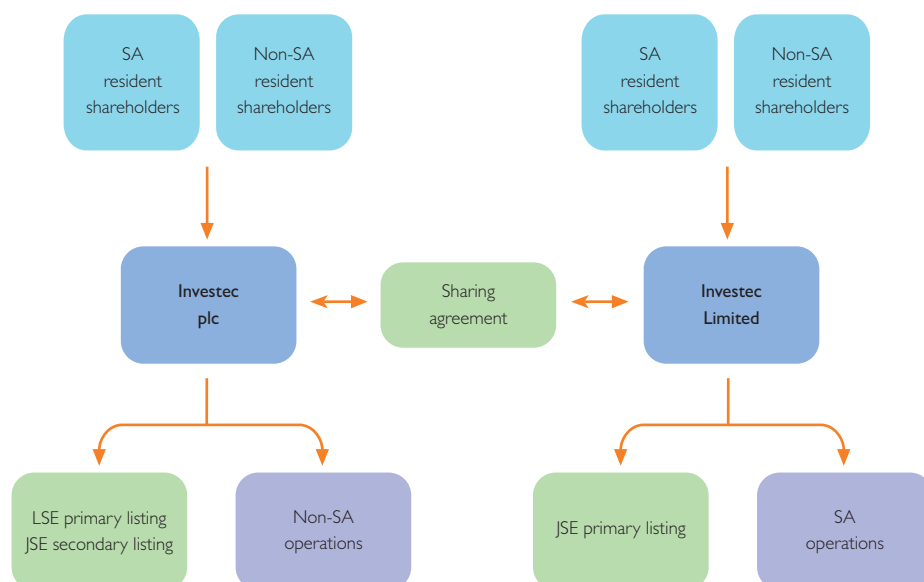 SA
resident
shareholders
Non-SA
resident
shareholders
SA
resident
shareholders
Non-SA
resident
shareholders
Investec
plc
Sharing
agreement
Investec
Limited
LSE primary listing
JSE secondary listing
Non-SA
operations
JSE primary listing
SA
operations